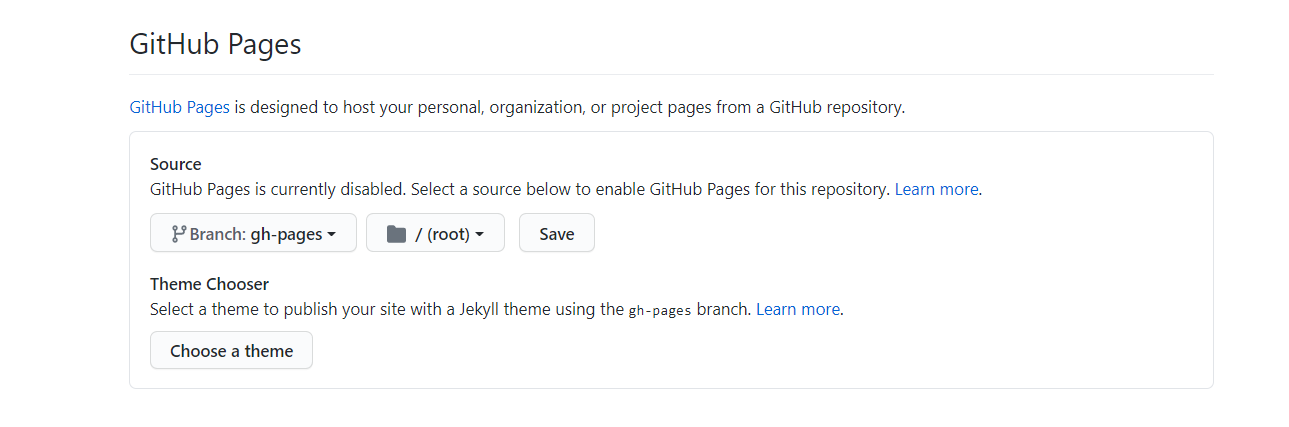 GitHub Pages
GitHub Pages is designed to host your personal, organization, or project pages from a GitHub repository.
Source
GitHub Pages is currently disabled. Select a source below to enable GitHub Pages for this repository. Learn more.
Branch: gh-pages / (root) Save
Theme Chooser
Select a theme to publish your site with a Jekyll theme using the gh-pages branch. Learn more.
Choose a theme